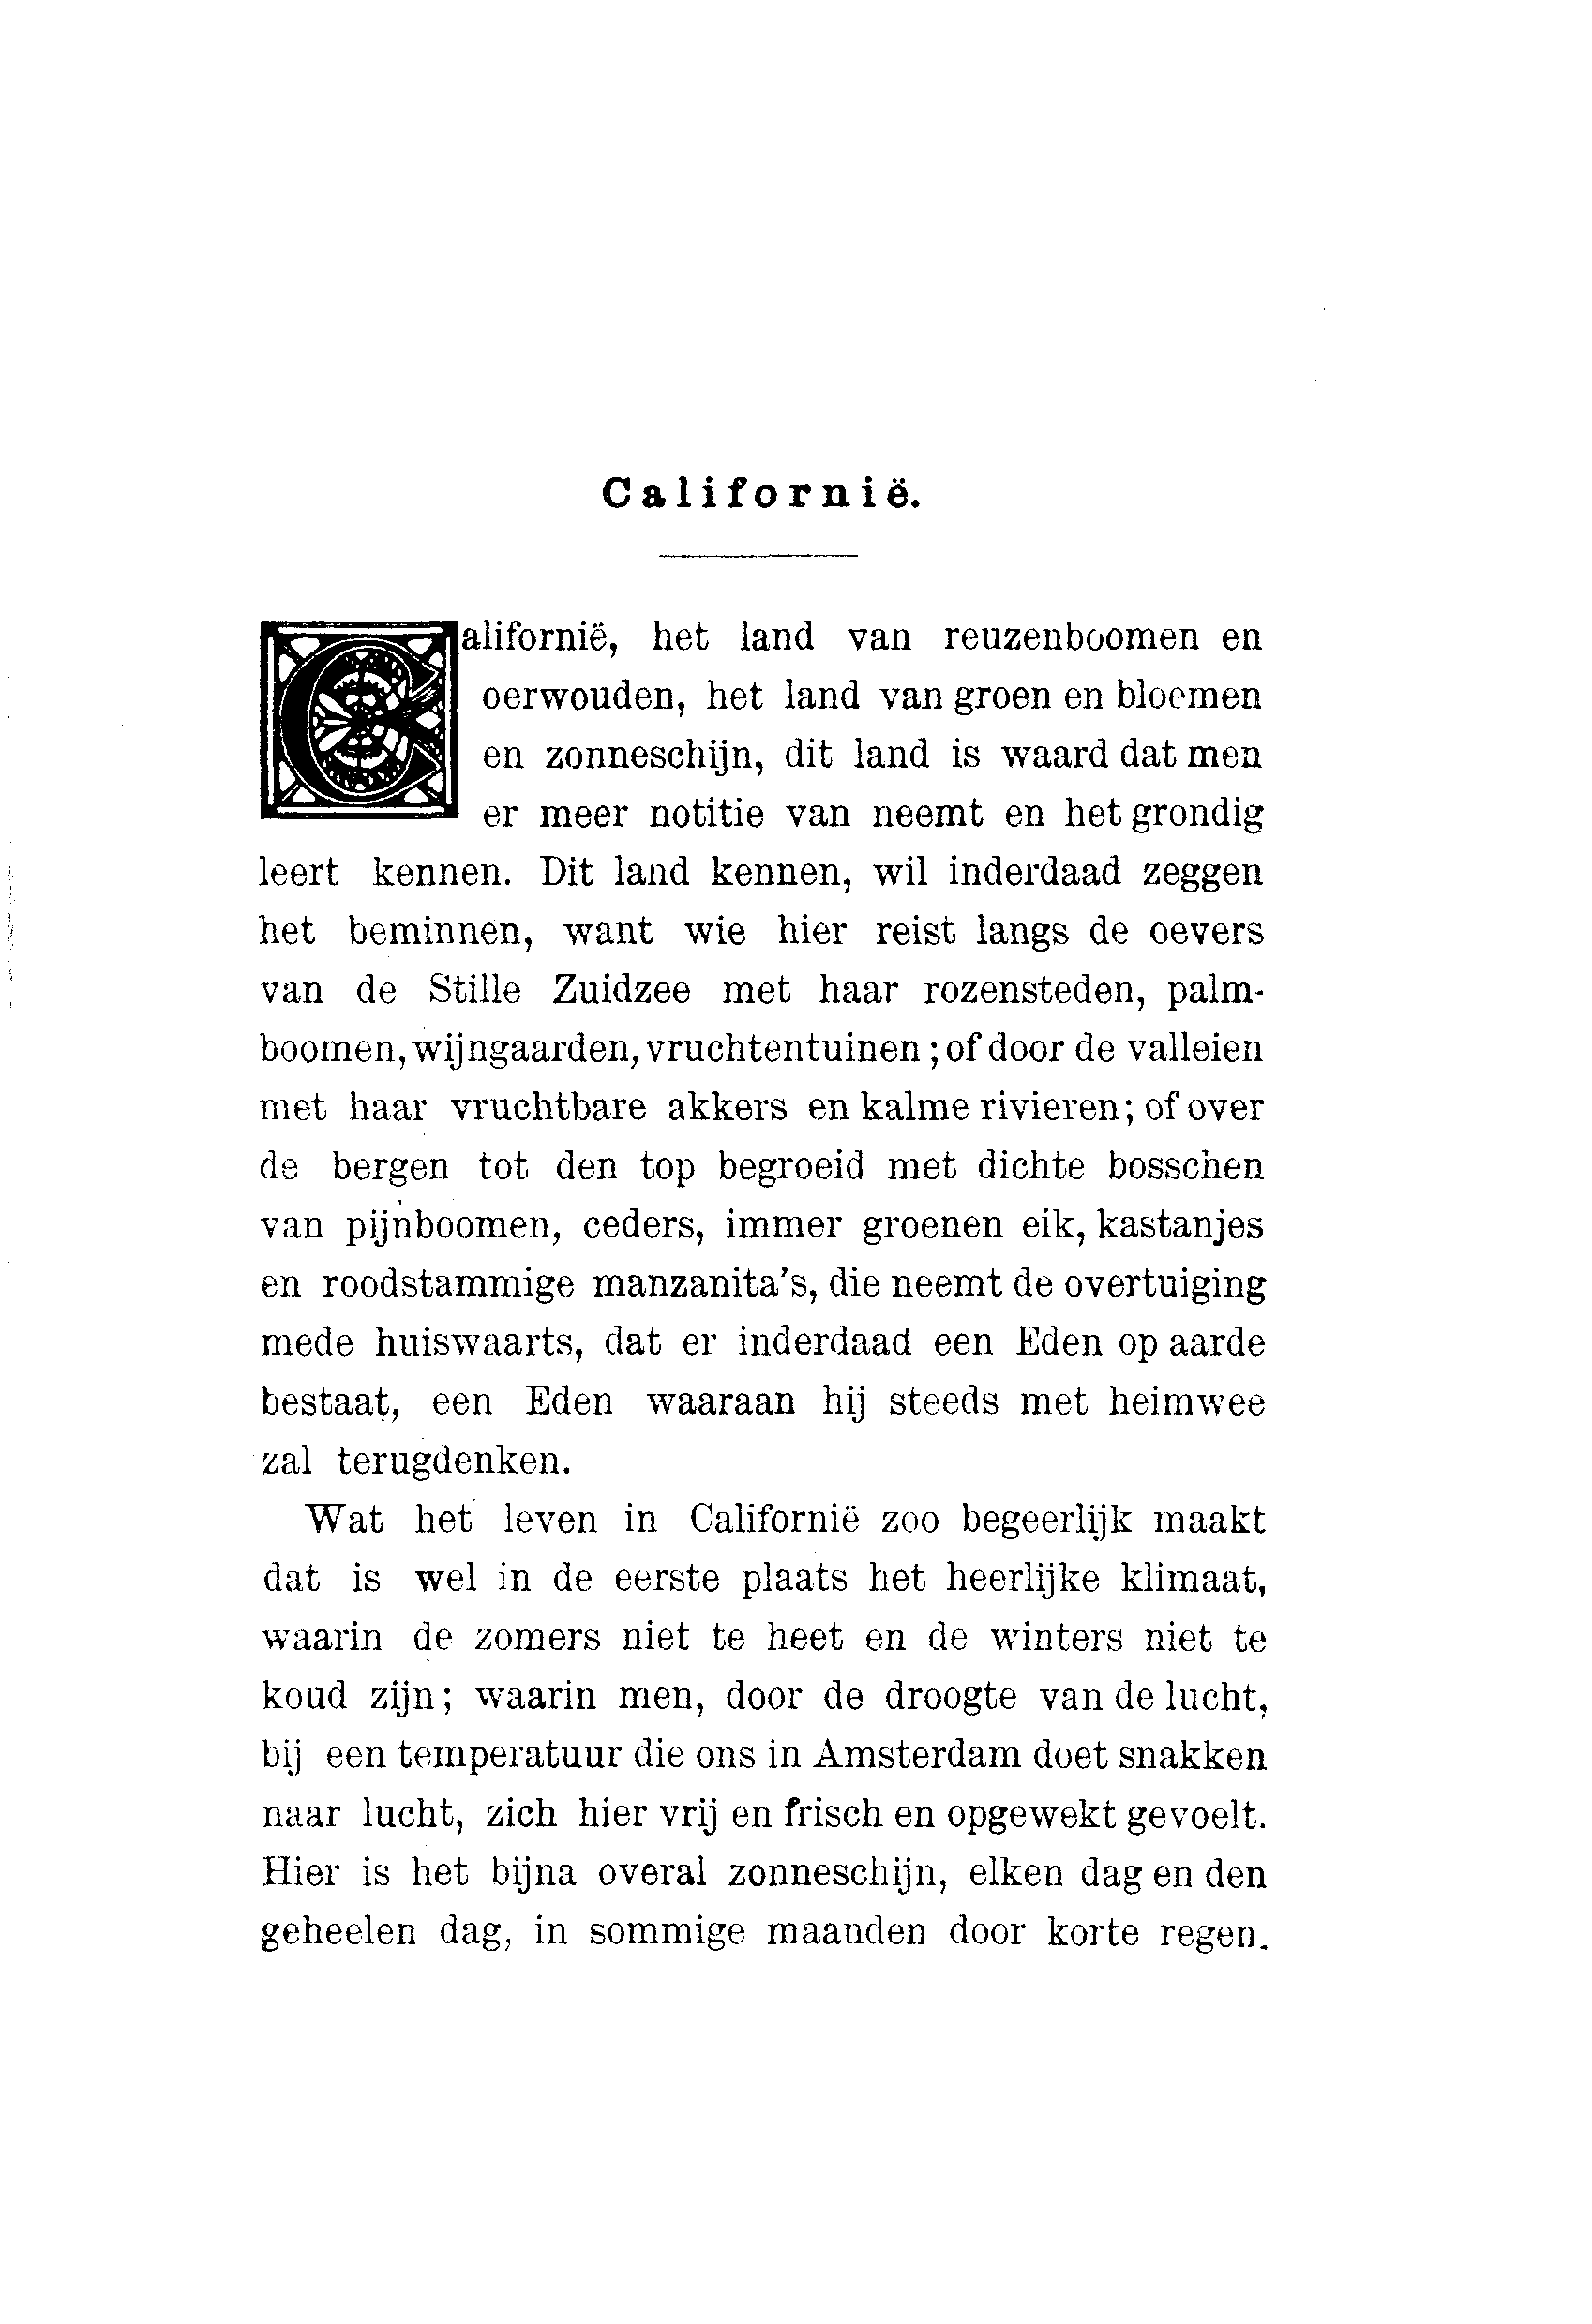 Californië.
Californië, het land van reuzenboomen en
oerwouden, het land van groen en bloemen
en zonneschijn, dit land is waard dat men
er meer notitie van neemt en het grondig
leert kennen. Dit land kennen, wil inderdaad zeggen
het beminnen, want wie hier reist langs de oevers
van de Stille Zuidzee met haar rozensteden, palm-
boomen, wijngaarden, vruchtentuinen; of door de valleien
met haar vruchtbare akkers en kalme rivieren; of over
de bergen tot den top begroeid met dichte bosschen
van pijnboomen, ceders, immer groenen eik, kastanjes
en roodstammige manzanita's, die neemt de overtuiging
mede huiswaarts, dat er inderdaad een Eden op aarde
bestaat, een Eden waaraan hij steeds met heimwee
zal terugdenken.
Wat het leven in Californië zoo begeerlijk maakt
dat is wel in de eerste plaats het heerlijke klimaat,
waarin de zomers niet te heet en de winters niet te
koud zijn; waarin men, door de droogte van de lucht,
bij een temperatuur die ons in Amsterdam doet snakken
naar lucht, zich hier vrij en frisch en opgewekt gevoelt.
Hier is het bijna overal zonneschijn, elken dag en den
geheelen dag, in sommige maanden door korte regen-